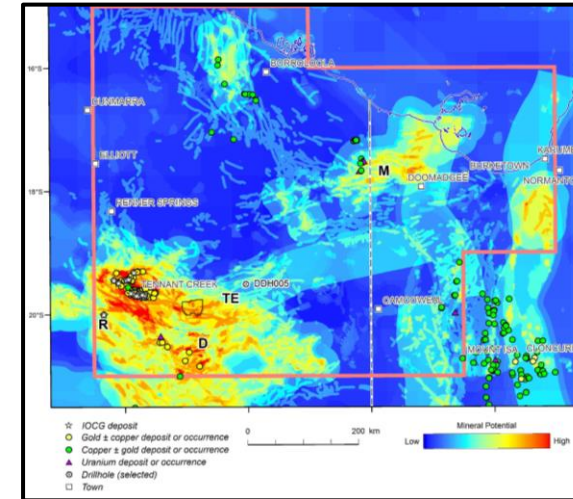 BORROLOOLA
16°S
DUNMARRA
KARUMBA
ELLIOTT
M
BURKETOWN
DOOMADGEE
NORMANTON
18°S
RENNER SPRINGS
TENNANT CREEK
TE
DDH005
CAMOOWEAL
20°S
R
D
MOUNT ISA
CLONCURRY
IOCG deposit
Gold ± copper deposit or occurrence
Copper ± gold deposit or occurrence
Uranium deposit or occurrence
Drillhole (selected)
Town
0 200 km
Mineral Potential
Low High